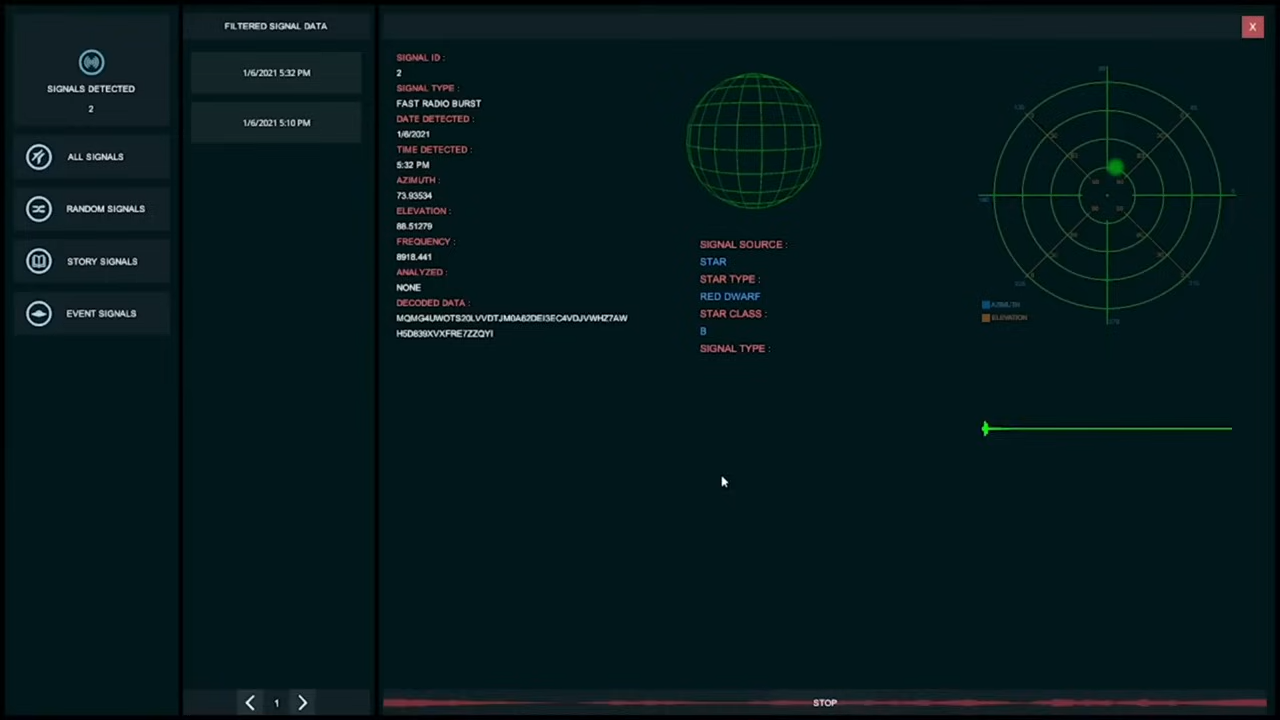 SIGNALS DETECTED
2
ALL SIGNALS
RANDOM SIGNALS
STORY SIGNALS
EVENT SIGNALS
FILTERED SIGNAL DATA
1/6/2021 5:32 PM
1/6/2021 5:10 PM
1
X
SIGNAL ID :
2
SIGNAL TYPE :
FAST RADIO BURST
DATE DETECTED :
1/6/2021
TIME DETECTED :
5:32 PM
AZIMUTH :
73.93534
ELEVATION :
88.51279
FREQUENCY :
8918.441
ANALYZED :
NONE
DECODED DATA :
SIGNAL SOURCE :
STAR
STAR TYPE :
RED DWARF
STAR CLASS :
B
SIGNAL TYPE :
AZIMUTH
ELEVATION
STOP